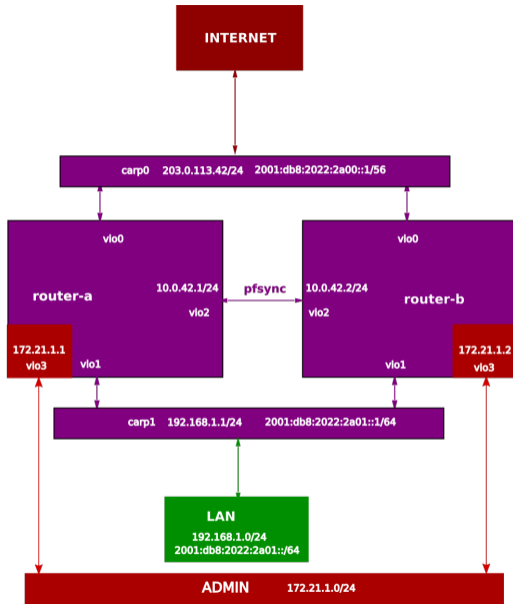 INTERNET
carp0 203.0.113.42/24 2001:db8:2022:2a00::1/56
vio0
vio0
10.0.42.1/24
pfsync
10.0.42.2/24
router-a
router-b
vio2
vio2
172.21.1.1
172.21.1.2
vio3
vio1
vio1
vio3
carp1 192.168.1.1/24 2001:db8:2022:2a01::1/64
LAN
192.168.1.0/24
2001:db8:2022:2a01::/64
ADMIN 172.21.1.0/24